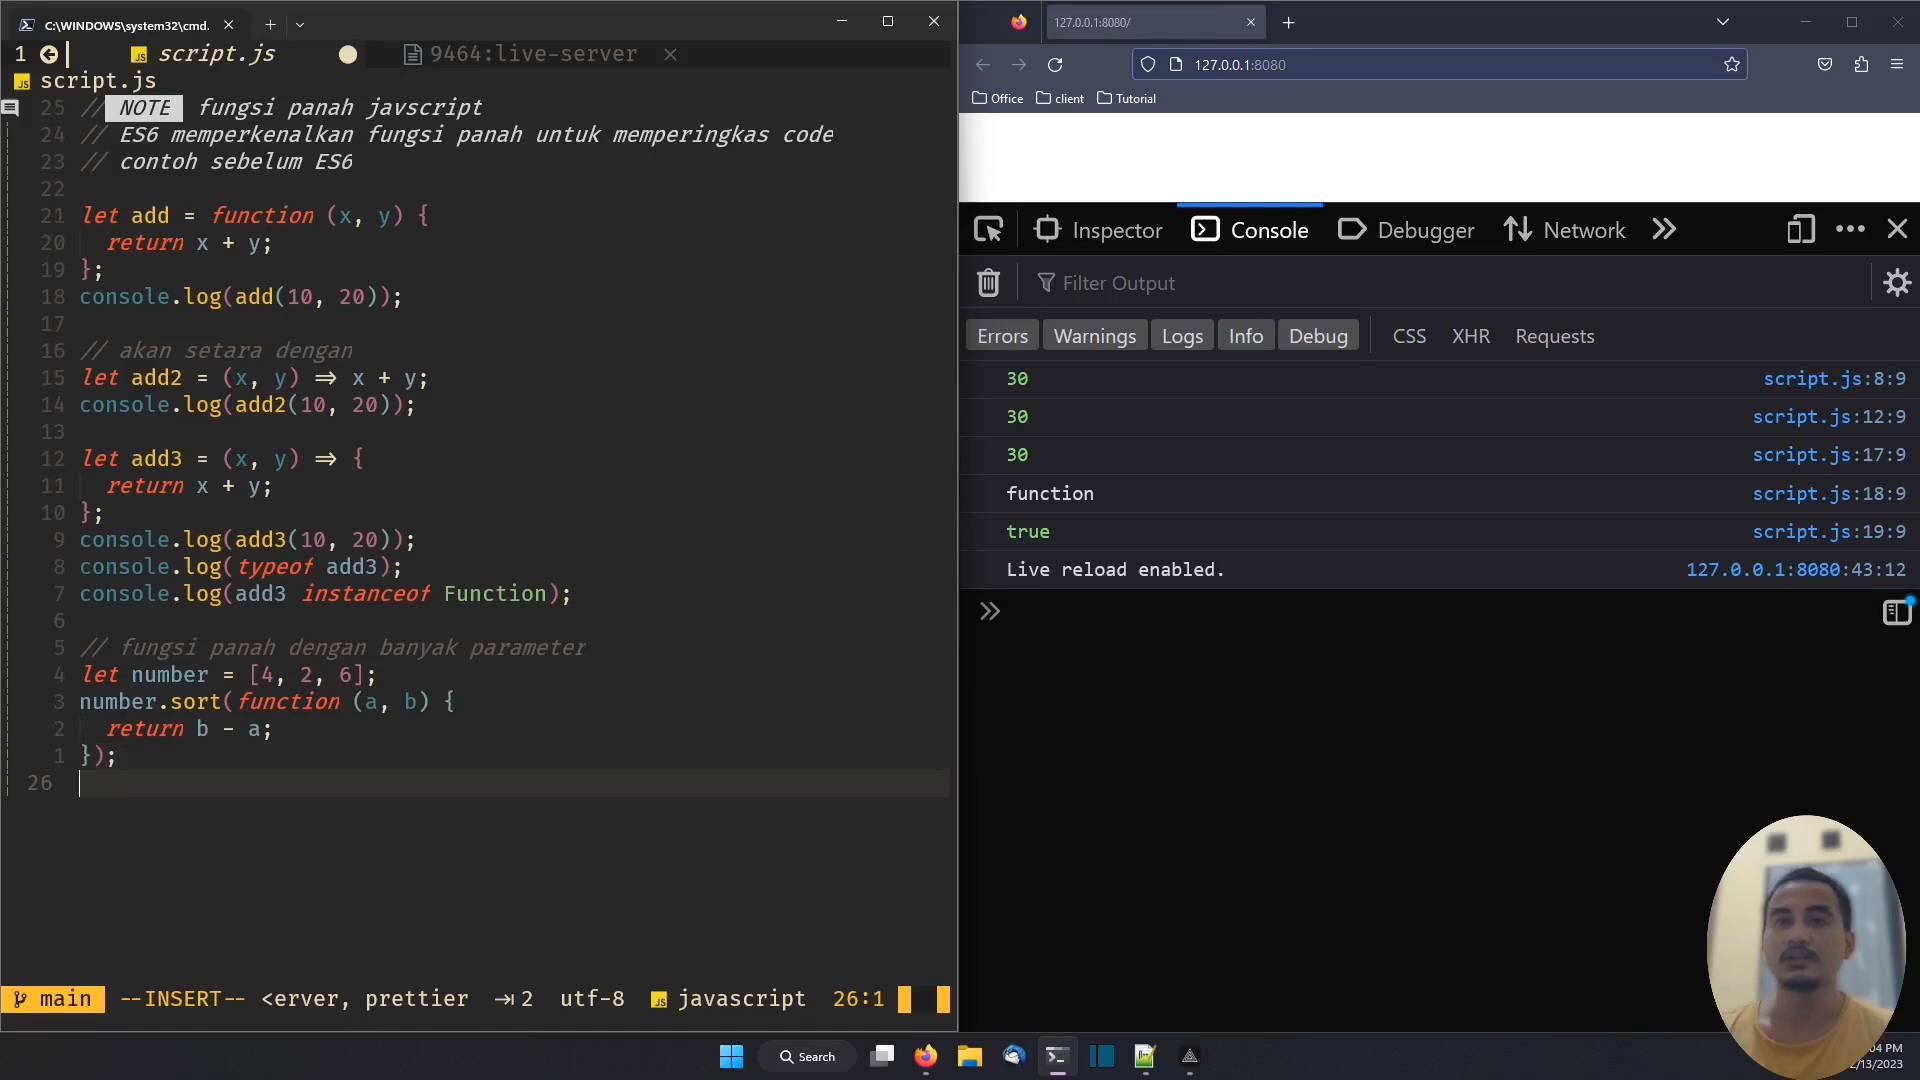 C:\WINDOWS\system32\cmd.
1 script.js 9464:live-server
script.js
25 // NOTE fungsi panah javscript
24 // ES6 memperkenalkan fungsi panah untuk memperingkas code
23 // contoh sebelum ES6
22
21 let add = function (x, y) {
20 return x + y;
19 };
18 console.log(add(10, 20));
17
16 // akan setara dengan
15 let add2 = (x, y) => x + y;
14 console.log(add2(10, 20));
13
12 let add3 = (x, y) => {
11 return x + y;
10 };
9 console.log(add3(10, 20));
8 console.log(typeof add3);
7 console.log(add3 instanceof Function);
6
5 // fungsi panah dengan banyak parameter
4 let number = [4, 2, 6];
3 number.sort(function (a, b) {
2 return b - a;
1 });
26
main --INSERT-- <erver, prettier 2 utf-8 JS javascript 26:1
127.0.0.1:8080/
127.0.0.1:8080
Office client Tutorial
Inspector Console Debugger Network
Filter Output
Errors Warnings Logs Info Debug CSS XHR Requests
30 script.js:8:9
30 script.js:12:9
30 script.js:17:9
function script.js:18:9
true script.js:19:9
Live reload enabled. 127.0.0.1:8080:43:12
Search
:04 PM
2/13/2023